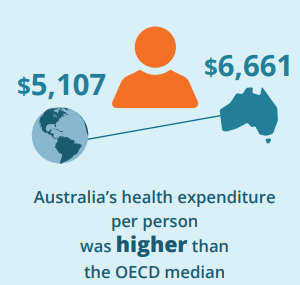 $5,107
$6,661
Australia's health expenditure
per person
was higher than
the OECD median